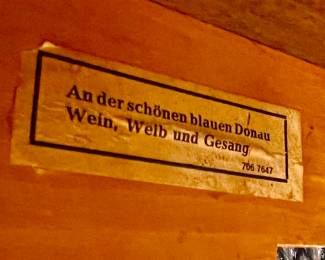 An der schönen blauen Donau
Wein, Weib und Gesang
706 7647